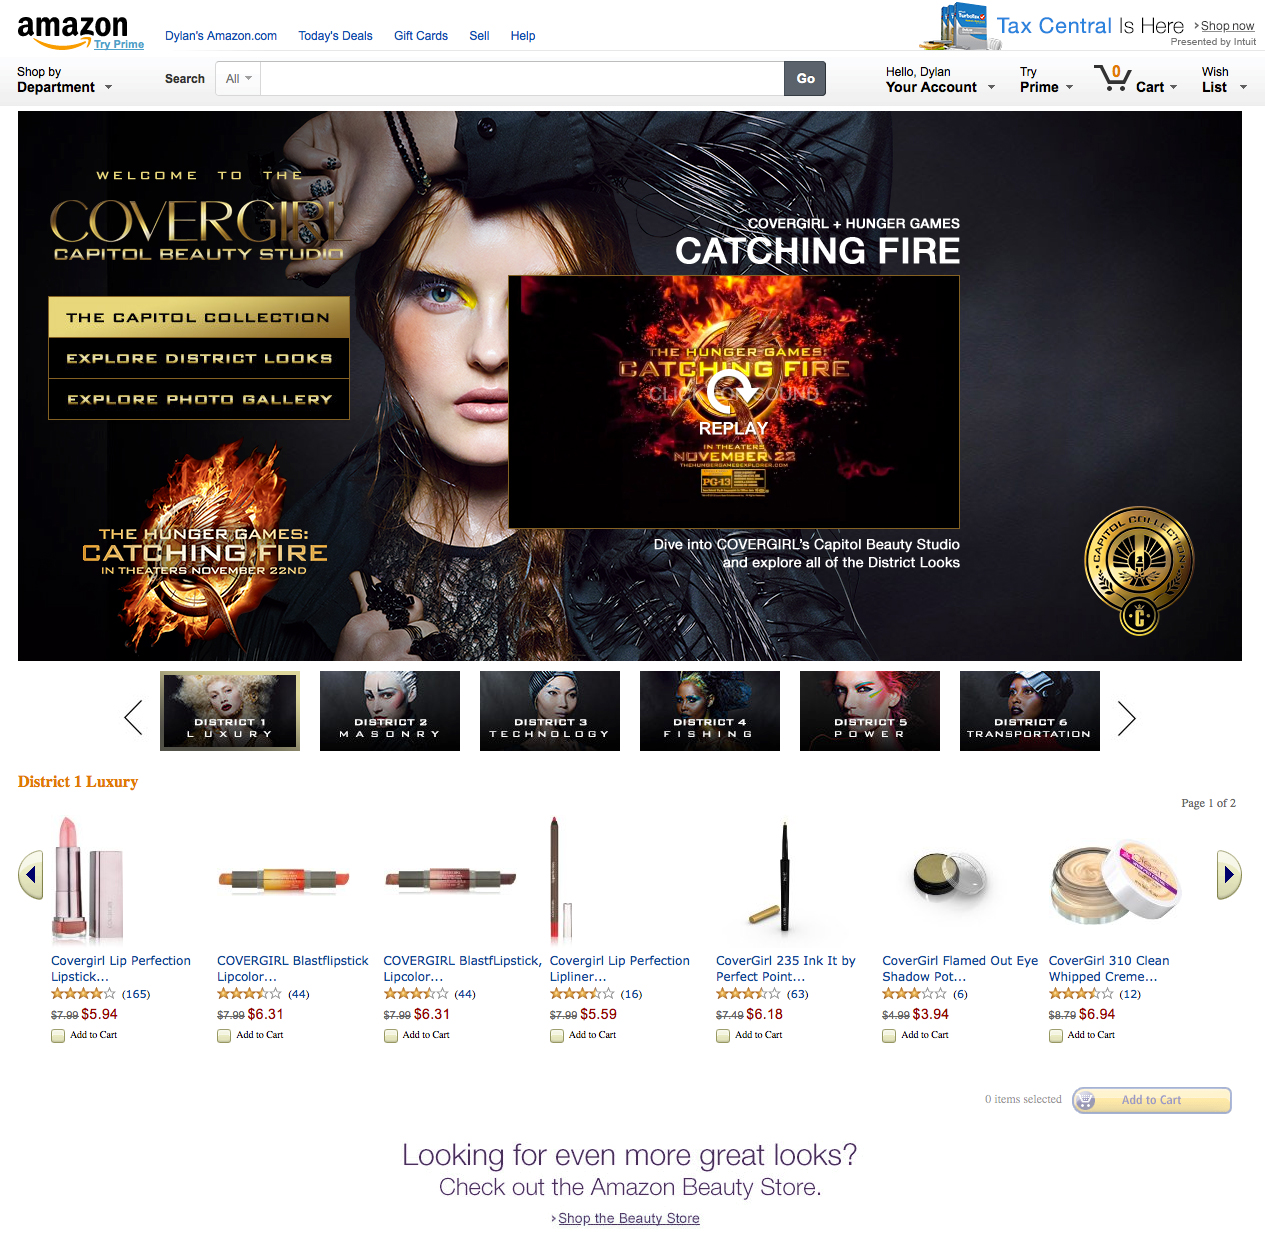 amazon
Try Prime
Dylan's Amazon.com Today's Deals Gift Cards Sell Help
TurboTax
Tax Central Is Here › Shop now
Presented by Intuit
Shop by
Department
Search All Go
Hello, Dylan
Your Account
Try
Prime
0
Cart
Wish
List
WELCOME TO THE
COVERGIRL
CAPITOL BEAUTY STUDIO
THE CAPITOL COLLECTION
EXPLORE DISTRICT LOOKS
EXPLORE PHOTO GALLERY
THE HUNGER GAMES:
CATCHING FIRE
IN THEATERS NOVEMBER 22ND
COVERGIRL + HUNGER GAMES
CATCHING FIRE
THE HUNGER GAMES:
CATCHING FIRE
CLICK FOR SOUND
REPLAY
IN THEATERS
NOVEMBER 22
THEHUNGERGAMESEXPLORER.COM
PG-13
Dive into COVERGIRL's Capitol Beauty Studio
and explore all of the District Looks
CAPITOL COLLECTION
C
DISTRICT 1
LUXURY
DISTRICT 2
MASONRY
DISTRICT 3
TECHNOLOGY
DISTRICT 4
FISHING
DISTRICT 5
POWER
DISTRICT 6
TRANSPORTATION
District 1 Luxury
Page 1 of 2
Covergirl Lip Perfection
Lipstick...
(165)
$7.99 $5.94
Add to Cart
COVERGIRL Blastflipstick
Lipcolor...
(44)
$7.99 $6.31
Add to Cart
COVERGIRL BlastfLipstick,
Lipcolor...
(44)
$7.99 $6.31
Add to Cart
Covergirl Lip Perfection
Lipliner...
(16)
$7.99 $5.59
Add to Cart
CoverGirl 235 Ink It by
Perfect Point...
(63)
$7.49 $6.18
Add to Cart
CoverGirl Flamed Out Eye
Shadow Pot...
(6)
$4.99 $3.94
Add to Cart
CoverGirl 310 Clean
Whipped Creme...
(12)
$8.79 $6.94
Add to Cart
0 items selected Add to Cart
Looking for even more great looks?
Check out the Amazon Beauty Store.
› Shop the Beauty Store